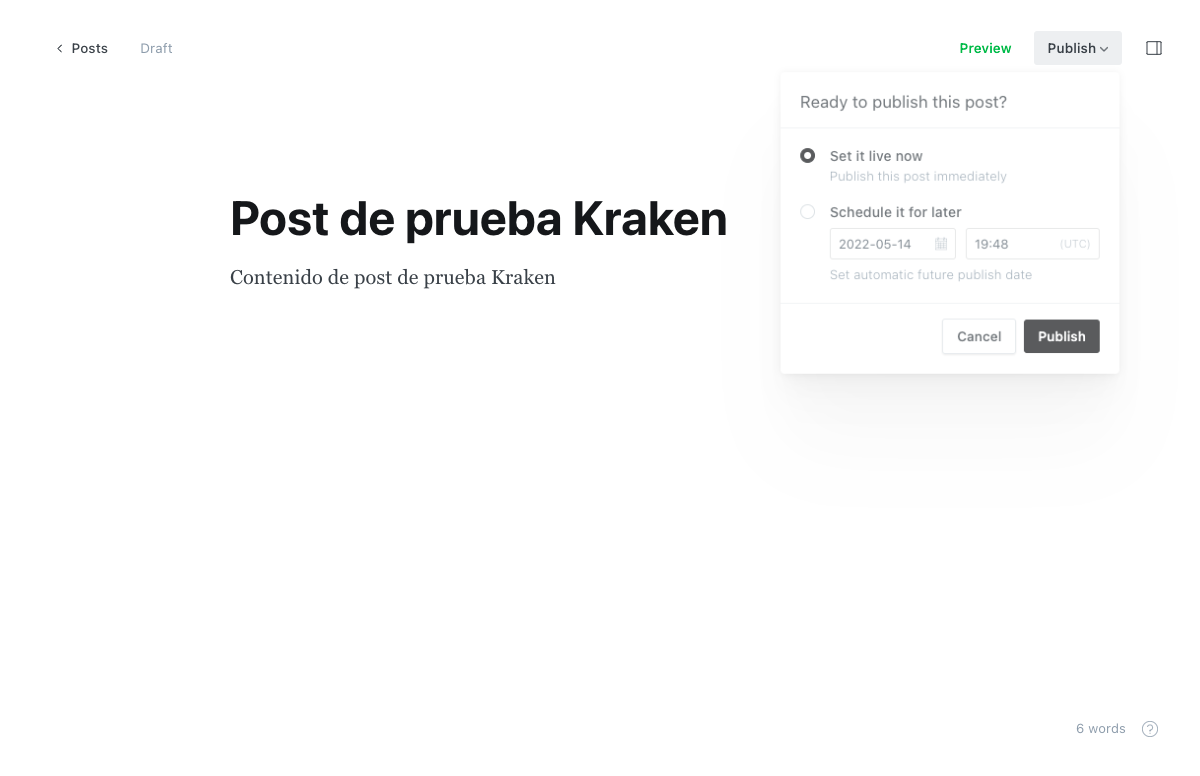 Posts
Draft
Preview
Publish
Ready to publish this post?
Set it live now
Publish this post immediately
Schedule it for later
2022-05-14
19:48
(UTC)
Set automatic future publish date
Cancel
Publish
Post de prueba Kraken
Contenido de post de prueba Kraken
6 words
?